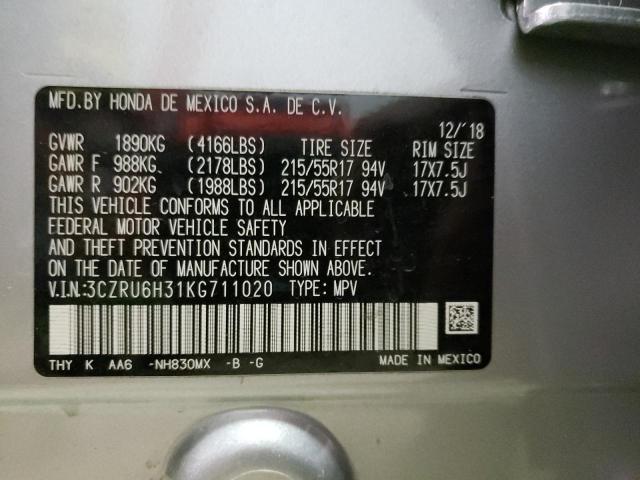 MFD.BY HONDA DE MEXICO S.A. DE C.V.
12/'18
GVWR 1890KG (4166LBS) TIRE SIZE RIM SIZE
GAWR F 988KG (2178LBS) 215/55R17 94V 17X7.5J
GAWR R 902KG (1988LBS) 215/55R17 94V 17X7.5J
THIS VEHICLE CONFORMS TO ALL APPLICABLE
FEDERAL MOTOR VEHICLE SAFETY
AND THEFT PREVENTION STANDARDS IN EFFECT
ON THE DATE OF MANUFACTURE SHOWN ABOVE.
V.I.N.:3CZRU6H31KG711020 TYPE: MPV
THY K AA6 -NH830MX -B -G MADE IN MEXICO